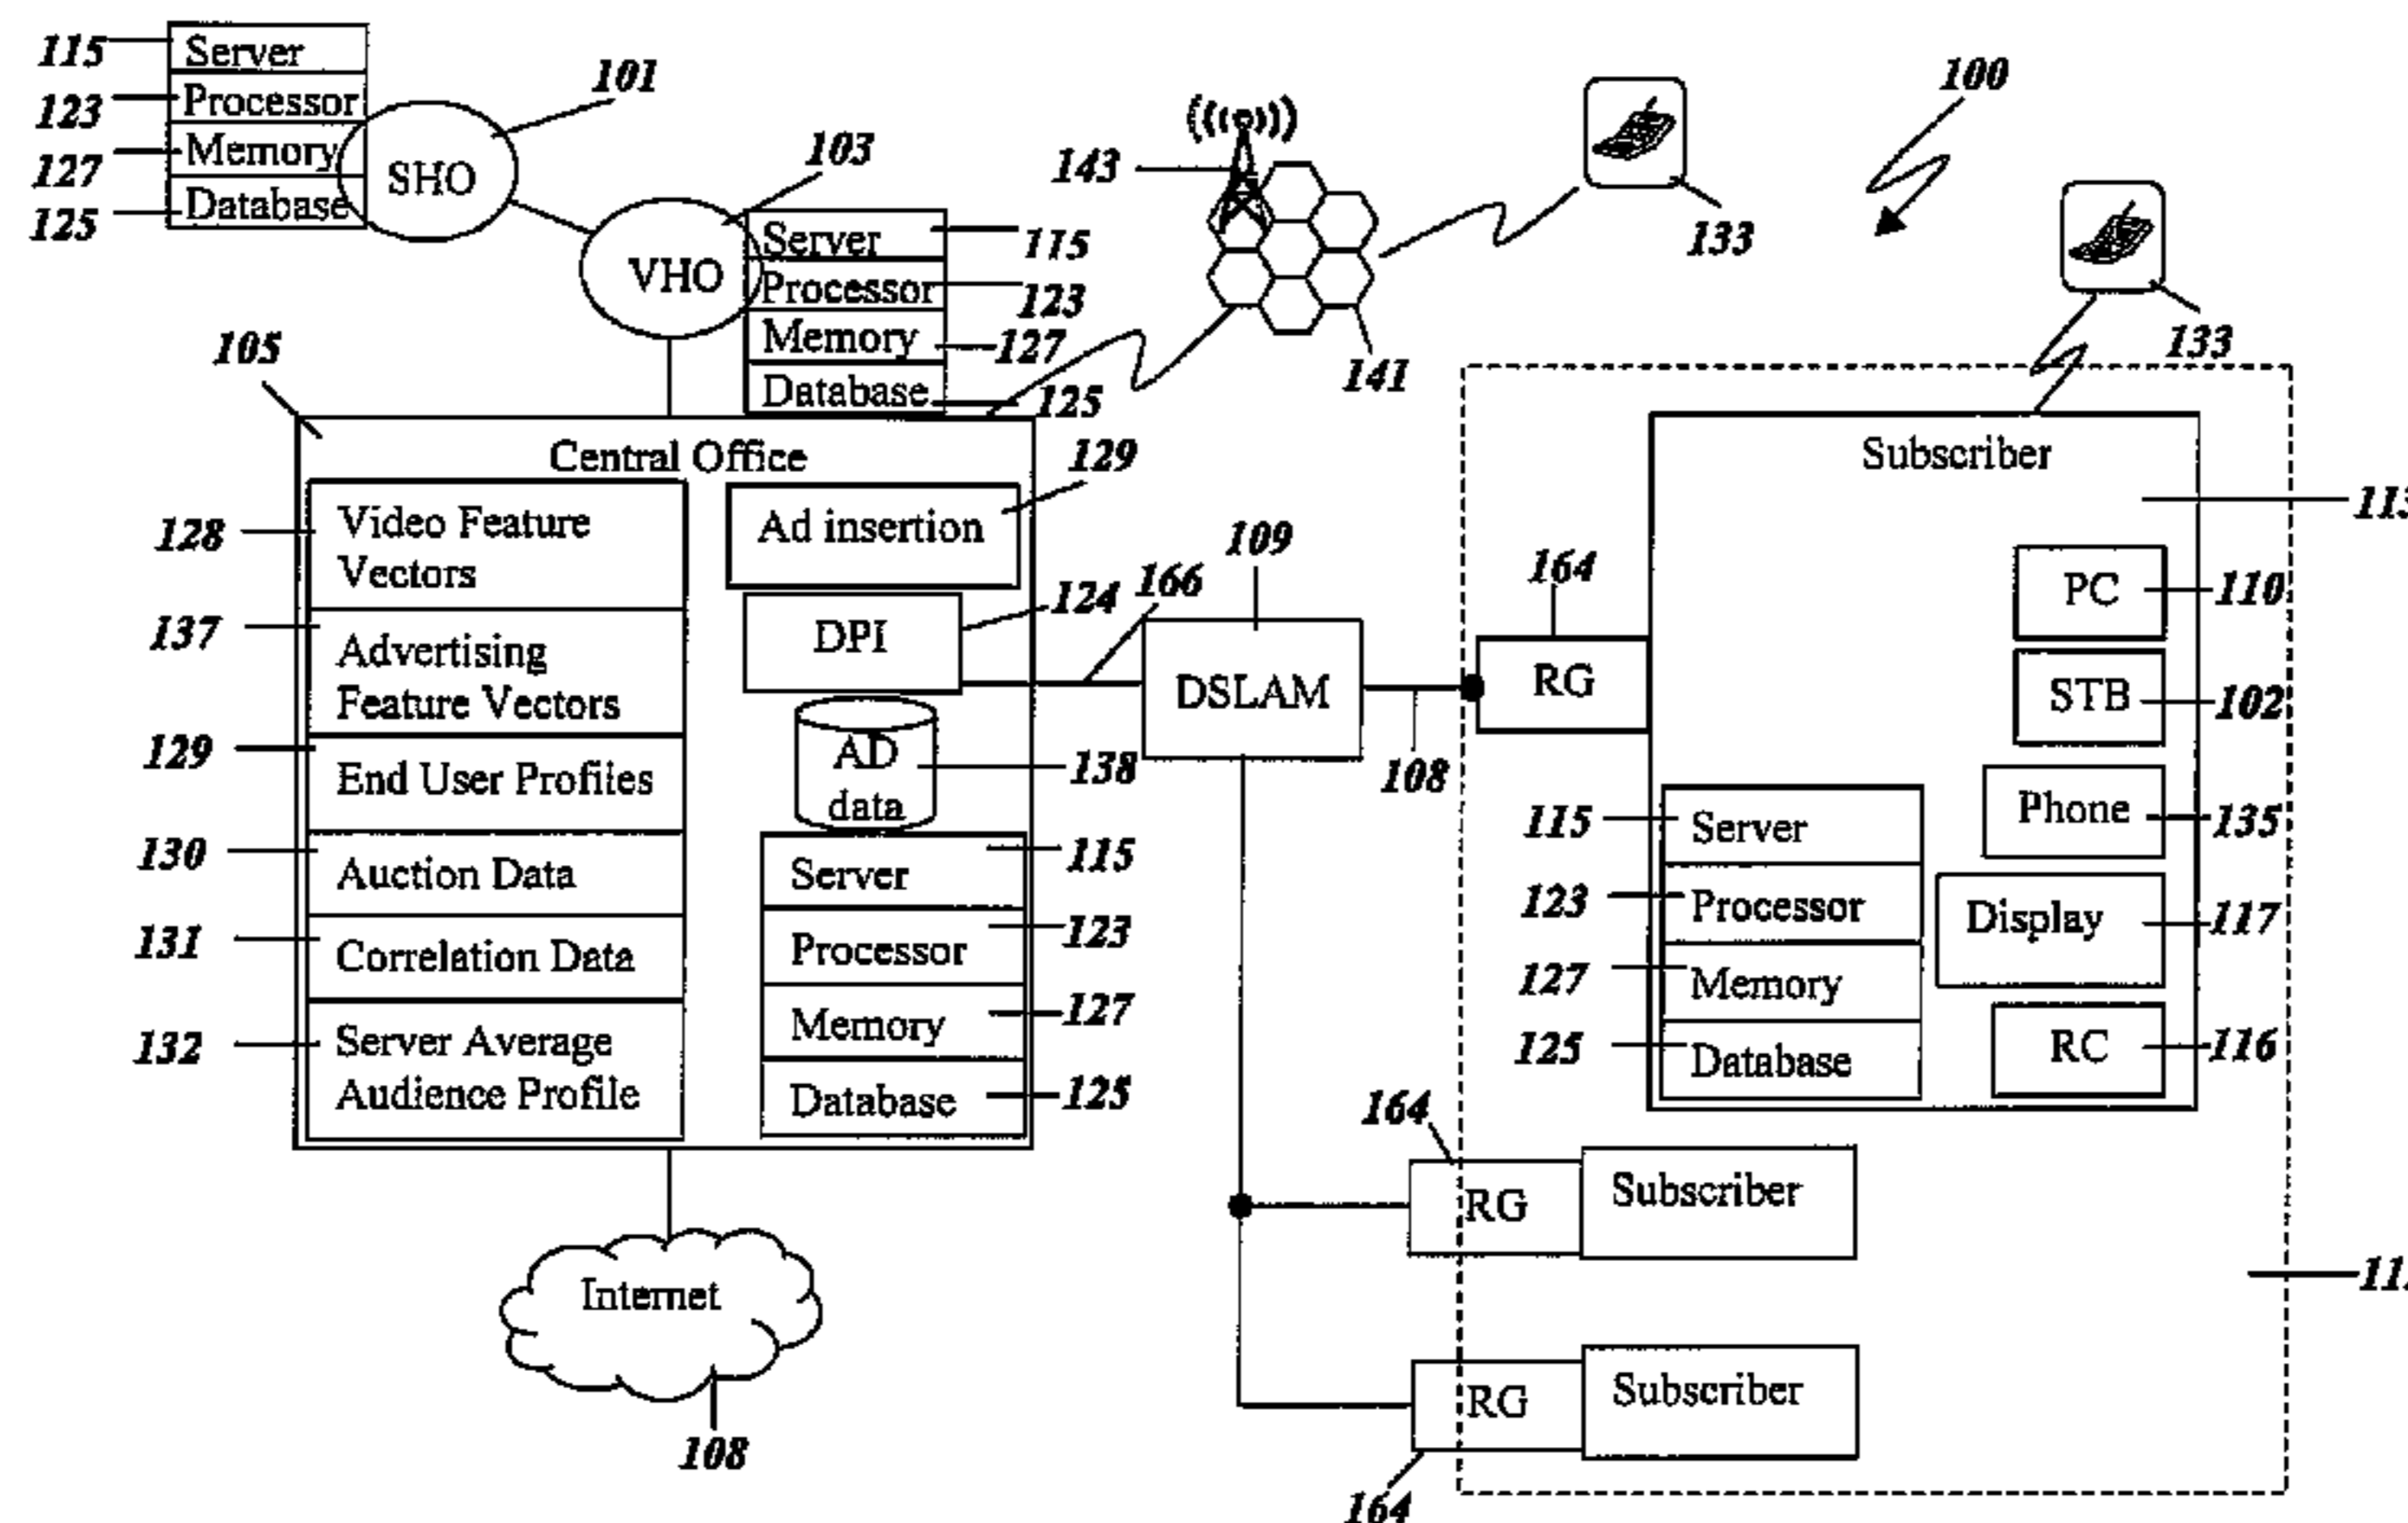 115
Server
123
Processor
127
Memory
125
Database
SHO
101
VHO
103
Server
115
Processor
123
Memory
127
Database
125
143
141
133
133
100
105
Central Office
128
Video Feature
Vectors
137
Advertising
Feature Vectors
129
End User Profiles
130
Auction Data
131
Correlation Data
132
Server Average
Audience Profile
Ad insertion
129
DPI
124
166
AD
data
138
Server
115
Processor
123
Memory
127
Database
125
Internet
108
109
DSLAM
108
164
RG
Subscriber
113
PC
110
STB
102
Phone
135
Display
117
RC
116
115
Server
123
Processor
127
Memory
125
Database
164
RG
Subscriber
RG
Subscriber
164